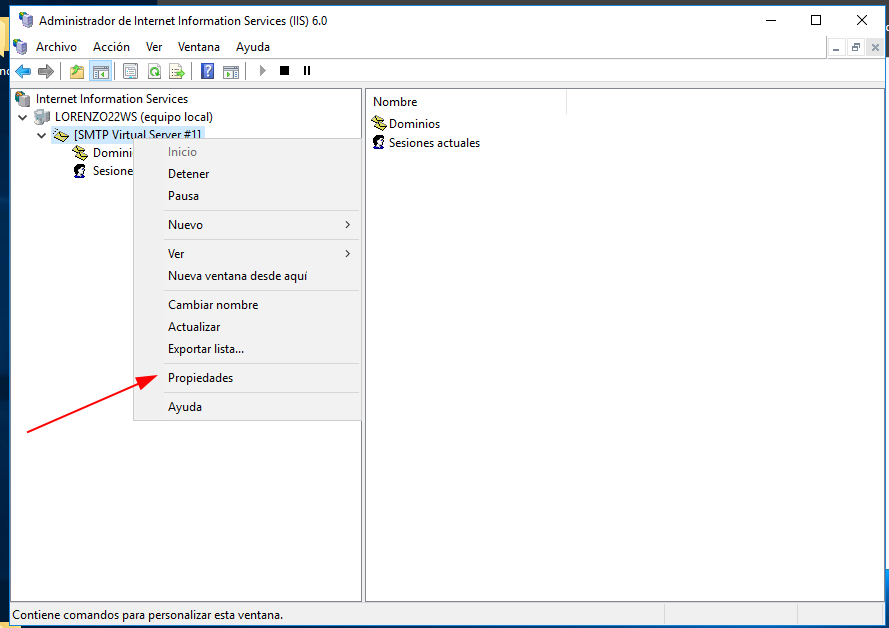 Administrador de Internet Information Services (IIS) 6.0
Archivo Acción Ver Ventana Ayuda
Internet Information Services
LORENZO22WS (equipo local)
[SMTP Virtual Server #1]
Domini
Sesione
Inicio
Detener
Pausa
Nuevo
Ver
Nueva ventana desde aquí
Cambiar nombre
Actualizar
Exportar lista...
Propiedades
Ayuda
Nombre
Dominios
Sesiones actuales
Contiene comandos para personalizar esta ventana.